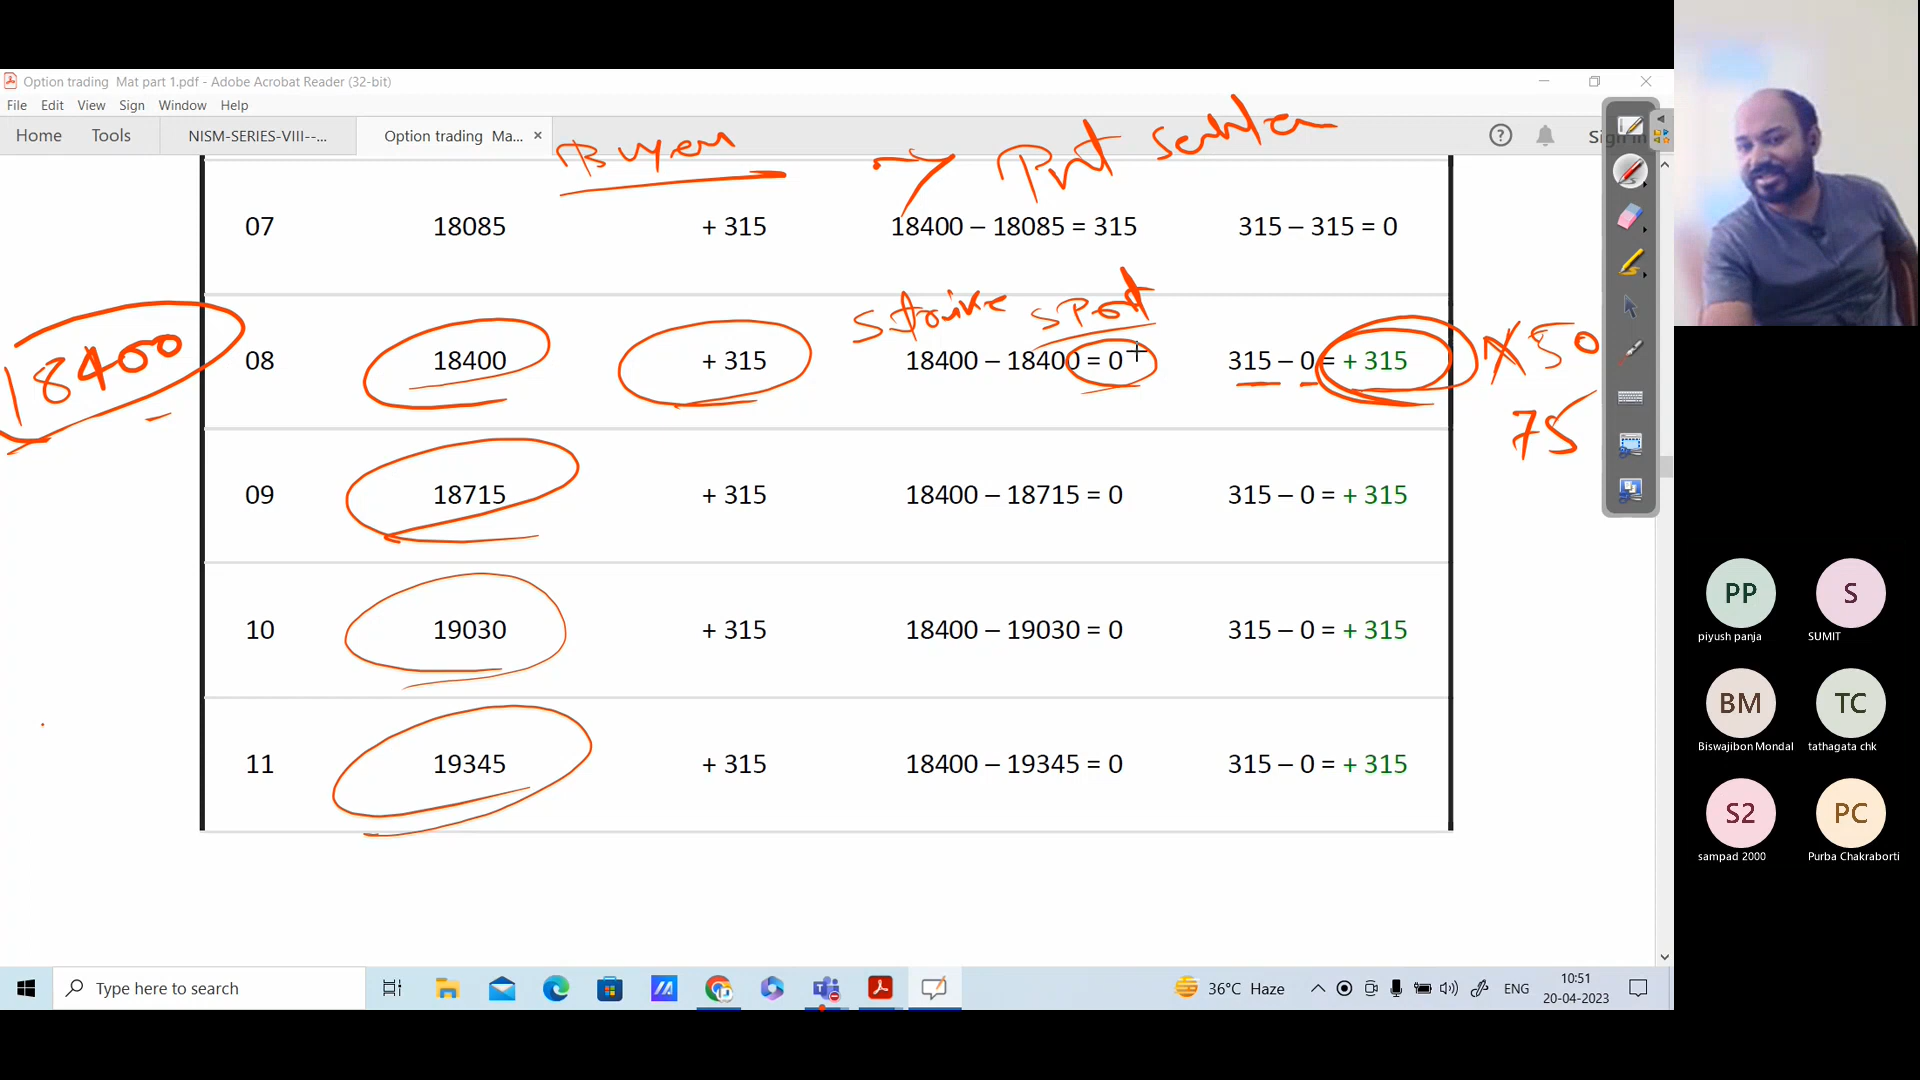 Option trading Mat part 1.pdf - Adobe Acrobat Reader (32-bit)
File Edit View Sign Window Help
Home Tools NISM-SERIES-VIII--... Option trading Ma... ×
Buyer → Put
07 18085 + 315 18400 – 18085 = 315 315 – 315 = 0
Strike Spot
18400 08 18400 + 315 18400 – 18400 = 0 315 – 0 = + 315 X 50
75
09 18715 + 315 18400 – 18715 = 0 315 – 0 = + 315
10 19030 + 315 18400 – 19030 = 0 315 – 0 = + 315
11 19345 + 315 18400 – 19345 = 0 315 – 0 = + 315
PP S
piyush panja SUMIT
BM TC
Biswajibon Mondal tathagata chk
S2 PC
sampad 2000 Purba Chakraborti
Type here to search 36°C Haze ENG 10:51
20-04-2023